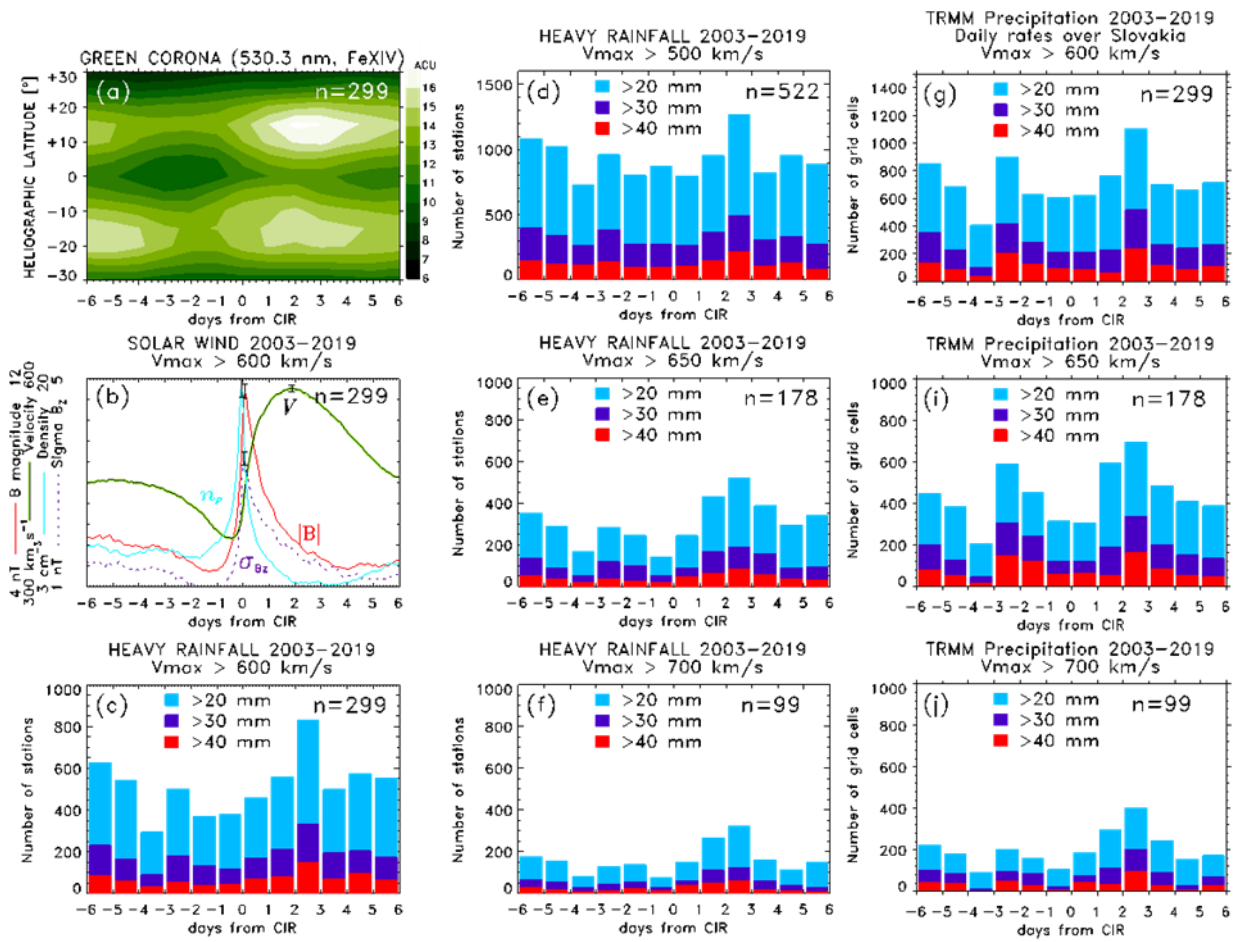 GREEN CORONA (530.3 nm, FeXIV)
ACU
(a)
n=299
+30
+20
+10
0
−10
−20
−30
HELIOGRAPHIC LATITUDE [°]
16
15
14
13
12
11
10
9
8
7
6
−6 −5 −4 −3 −2 −1 0 1 2 3 4 5 6
days from CIR
SOLAR WIND 2003−2019
Vmax > 600 km/s
(b)
n=299
V
n_p
|B|
σ_Bz
4 nT B magnitude 12
300 km s⁻¹ Velocity 600
3 cm⁻³ Density 20
1 nT Sigma B_z 5
−6 −5 −4 −3 −2 −1 0 1 2 3 4 5 6
days from CIR
HEAVY RAINFALL 2003−2019
Vmax > 600 km/s
(c)
n=299
>20 mm
>30 mm
>40 mm
1000
800
600
400
200
0
Number of stations
−6 −5 −4 −3 −2 −1 0 1 2 3 4 5 6
days from CIR
HEAVY RAINFALL 2003−2019
Vmax > 500 km/s
(d)
n=522
>20 mm
>30 mm
>40 mm
1500
1000
500
0
Number of stations
−6 −5 −4 −3 −2 −1 0 1 2 3 4 5 6
days from CIR
HEAVY RAINFALL 2003−2019
Vmax > 650 km/s
(e)
n=178
>20 mm
>30 mm
>40 mm
1000
800
600
400
200
0
Number of stations
−6 −5 −4 −3 −2 −1 0 1 2 3 4 5 6
days from CIR
HEAVY RAINFALL 2003−2019
Vmax > 700 km/s
(f)
n=99
>20 mm
>30 mm
>40 mm
1000
800
600
400
200
0
Number of stations
−6 −5 −4 −3 −2 −1 0 1 2 3 4 5 6
days from CIR
TRMM Precipitation 2003−2019
Daily rates over Slovakia
Vmax > 600 km/s
(g)
n=299
>20 mm
>30 mm
>40 mm
1400
1200
1000
800
600
400
200
0
Number of grid cells
−6 −5 −4 −3 −2 −1 0 1 2 3 4 5 6
days from CIR
TRMM Precipitation 2003−2019
Vmax > 650 km/s
(i)
n=178
>20 mm
>30 mm
>40 mm
1000
800
600
400
200
0
Number of grid cells
−6 −5 −4 −3 −2 −1 0 1 2 3 4 5 6
days from CIR
TRMM Precipitation 2003−2019
Vmax > 700 km/s
(j)
n=99
>20 mm
>30 mm
>40 mm
1000
800
600
400
200
0
Number of grid cells
−6 −5 −4 −3 −2 −1 0 1 2 3 4 5 6
days from CIR